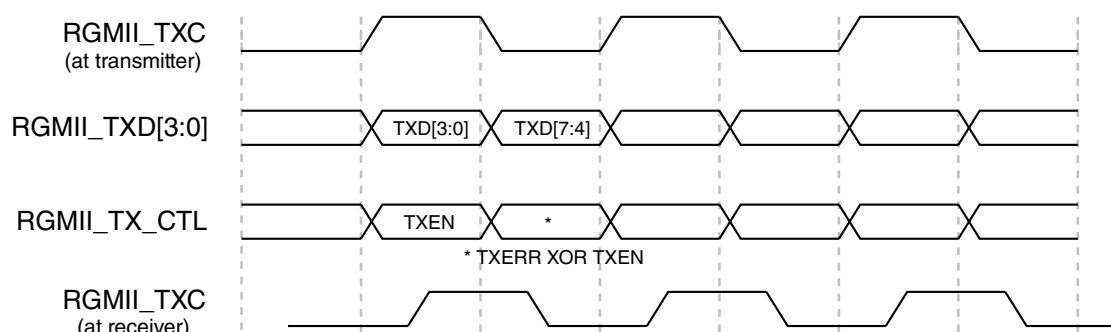 RGMII_TXC
(at transmitter)
RGMII_TXD[3:0]
TXD[3:0]
TXD[7:4]
RGMII_TX_CTL
TXEN
*
* TXERR XOR TXEN
RGMII_TXC
(at receiver)